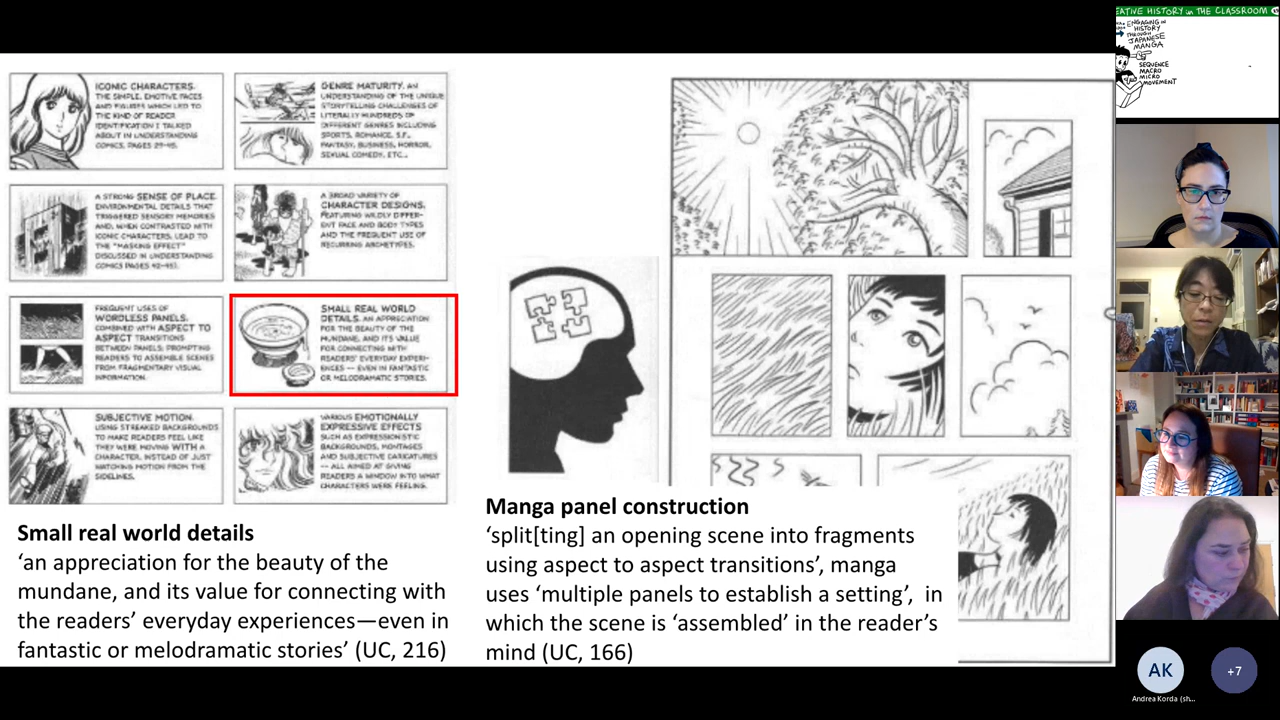 ICONIC CHARACTERS.
THE SIMPLE, EMOTIVE FACES
AND FIGURES WHICH LED TO
THE KIND OF READER
IDENTIFICATION I TALKED
ABOUT IN UNDERSTANDING
COMICS, PAGES 29-45.
GENRE MATURITY. AN
UNDERSTANDING OF THE UNIQUE
STORYTELLING CHALLENGES OF
LITERALLY HUNDREDS OF
DIFFERENT GENRES INCLUDING
SPORTS, ROMANCE, S.F.,
FANTASY, BUSINESS, HORROR,
SEXUAL COMEDY, ETC...
A STRONG SENSE OF PLACE.
ENVIRONMENTAL DETAILS THAT
TRIGGERED SENSORY MEMORIES
AND, WHEN CONTRASTED WITH
ICONIC CHARACTERS, LEAD TO
THE "MASKING EFFECT"
DISCUSSED IN UNDERSTANDING
COMICS (PAGES 42-45).
A BROAD VARIETY OF
CHARACTER DESIGNS,
FEATURING WILDLY DIFFER-
ENT FACE AND BODY TYPES
AND THE FREQUENT USE OF
RECURRING ARCHETYPES.
FREQUENT USES OF
WORDLESS PANELS,
COMBINED WITH ASPECT TO
ASPECT TRANSITIONS
BETWEEN PANELS, PROMPTING
READERS TO ASSEMBLE SCENES
FROM FRAGMENTARY VISUAL
INFORMATION.
SMALL REAL WORLD
DETAILS. AN APPRECIATION
FOR THE BEAUTY OF THE
MUNDANE, AND ITS VALUE
FOR CONNECTING WITH
READERS' EVERYDAY EXPERI-
ENCES -- EVEN IN FANTASTIC
OR MELODRAMATIC STORIES.
SUBJECTIVE MOTION.
USING STREAKED BACKGROUNDS
TO MAKE READERS FEEL LIKE
THEY WERE MOVING WITH A
CHARACTER, INSTEAD OF JUST
WATCHING MOTION FROM THE
SIDELINES.
VARIOUS EMOTIONALLY
EXPRESSIVE EFFECTS
SUCH AS EXPRESSIONISTIC
BACKGROUNDS, MONTAGES
AND SUBJECTIVE CARICATURES
-- ALL AIMED AT GIVING
READERS A WINDOW INTO WHAT
CHARACTERS WERE FEELING.
Small real world details
‘an appreciation for the beauty of the
mundane, and its value for connecting with
the readers’ everyday experiences—even in
fantastic or melodramatic stories’ (UC, 216)
Manga panel construction
‘split[ting] an opening scene into fragments
using aspect to aspect transitions’, manga
uses ‘multiple panels to establish a setting’, in
which the scene is ‘assembled’ in the reader’s
mind (UC, 166)
EATIVE HISTORY in THE CLASSROOM
ENGAGING IN
HISTORY
THROUGH
JAPANESE
MANGA
SEQUENCE
MACRO
MICRO
MOVEMENT
AK
Andrea Korda (sh...
+7